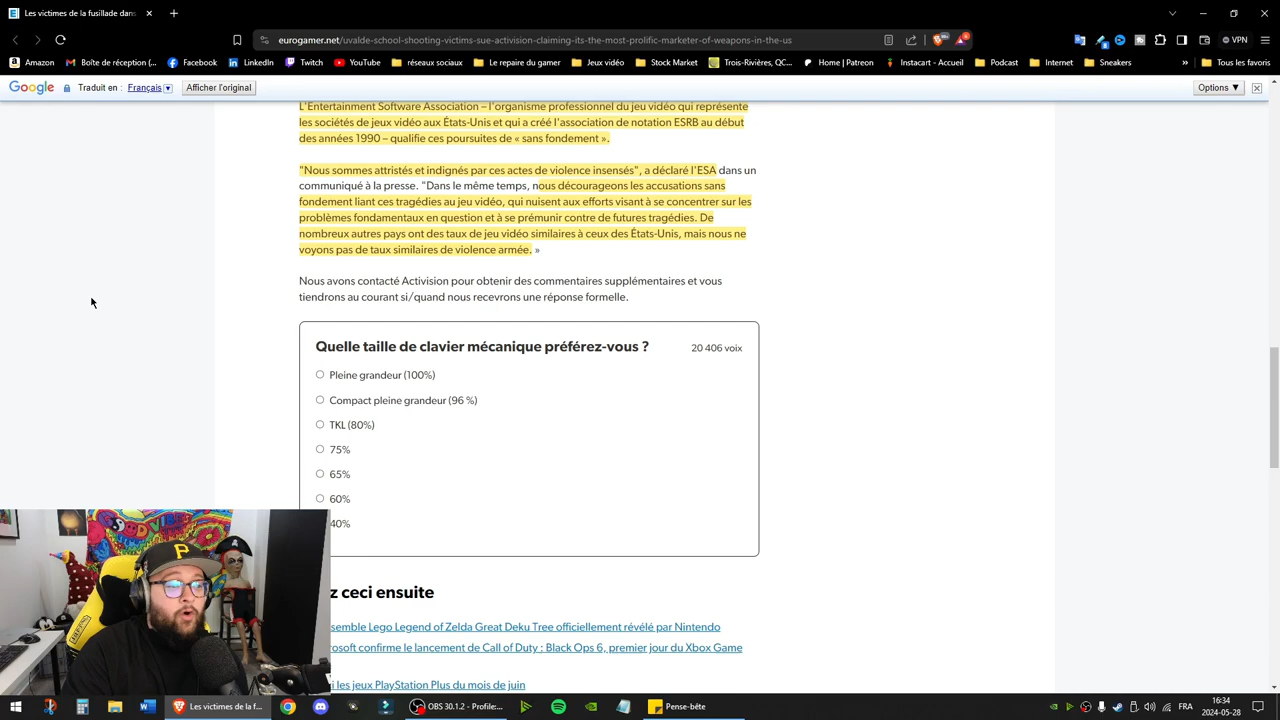 Les victimes de la fusillade dans
eurogamer.net/uvalde-school-shooting-victims-sue-activision-claiming-its-the-most-prolific-marketer-of-weapons-in-the-us
VPN
Amazon
Boîte de réception (...
Facebook
LinkedIn
Twitch
YouTube
réseaux sociaux
Le repaire du gamer
Jeux vidéo
Stock Market
Trois-Rivières, QC...
Home | Patreon
Instacart - Accueil
Podcast
Internet
Sneakers
»
Tous les favoris
Google
Traduit en :
Français
Afficher l'original
Options ▼
L'Entertainment Software Association – l'organisme professionnel du jeu vidéo qui représente
les sociétés de jeux vidéo aux États-Unis et qui a créé l'association de notation ESRB au début
des années 1990 – qualifie ces poursuites de « sans fondement ».
"Nous sommes attristés et indignés par ces actes de violence insensés", a déclaré l'ESA dans un
communiqué à la presse. "Dans le même temps, nous décourageons les accusations sans
fondement liant ces tragédies au jeu vidéo, qui nuisent aux efforts visant à se concentrer sur les
problèmes fondamentaux en question et à se prémunir contre de futures tragédies. De
nombreux autres pays ont des taux de jeu vidéo similaires à ceux des États-Unis, mais nous ne
voyons pas de taux similaires de violence armée. »
Nous avons contacté Activision pour obtenir des commentaires supplémentaires et vous
tiendrons au courant si/quand nous recevrons une réponse formelle.
Quelle taille de clavier mécanique préférez-vous ?
20 406 voix
Pleine grandeur (100%)
Compact pleine grandeur (96 %)
TKL (80%)
75%
65%
60%
40%
z ceci ensuite
semble Lego Legend of Zelda Great Deku Tree officiellement révélé par Nintendo
rosoft confirme le lancement de Call of Duty : Black Ops 6, premier jour du Xbox Game
i les jeux PlayStation Plus du mois de juin
GOOD VIBES
P
Les victimes de la f...
OBS 30.1.2 - Profile:...
Pense-bête
FRA
16:34
2024-05-28